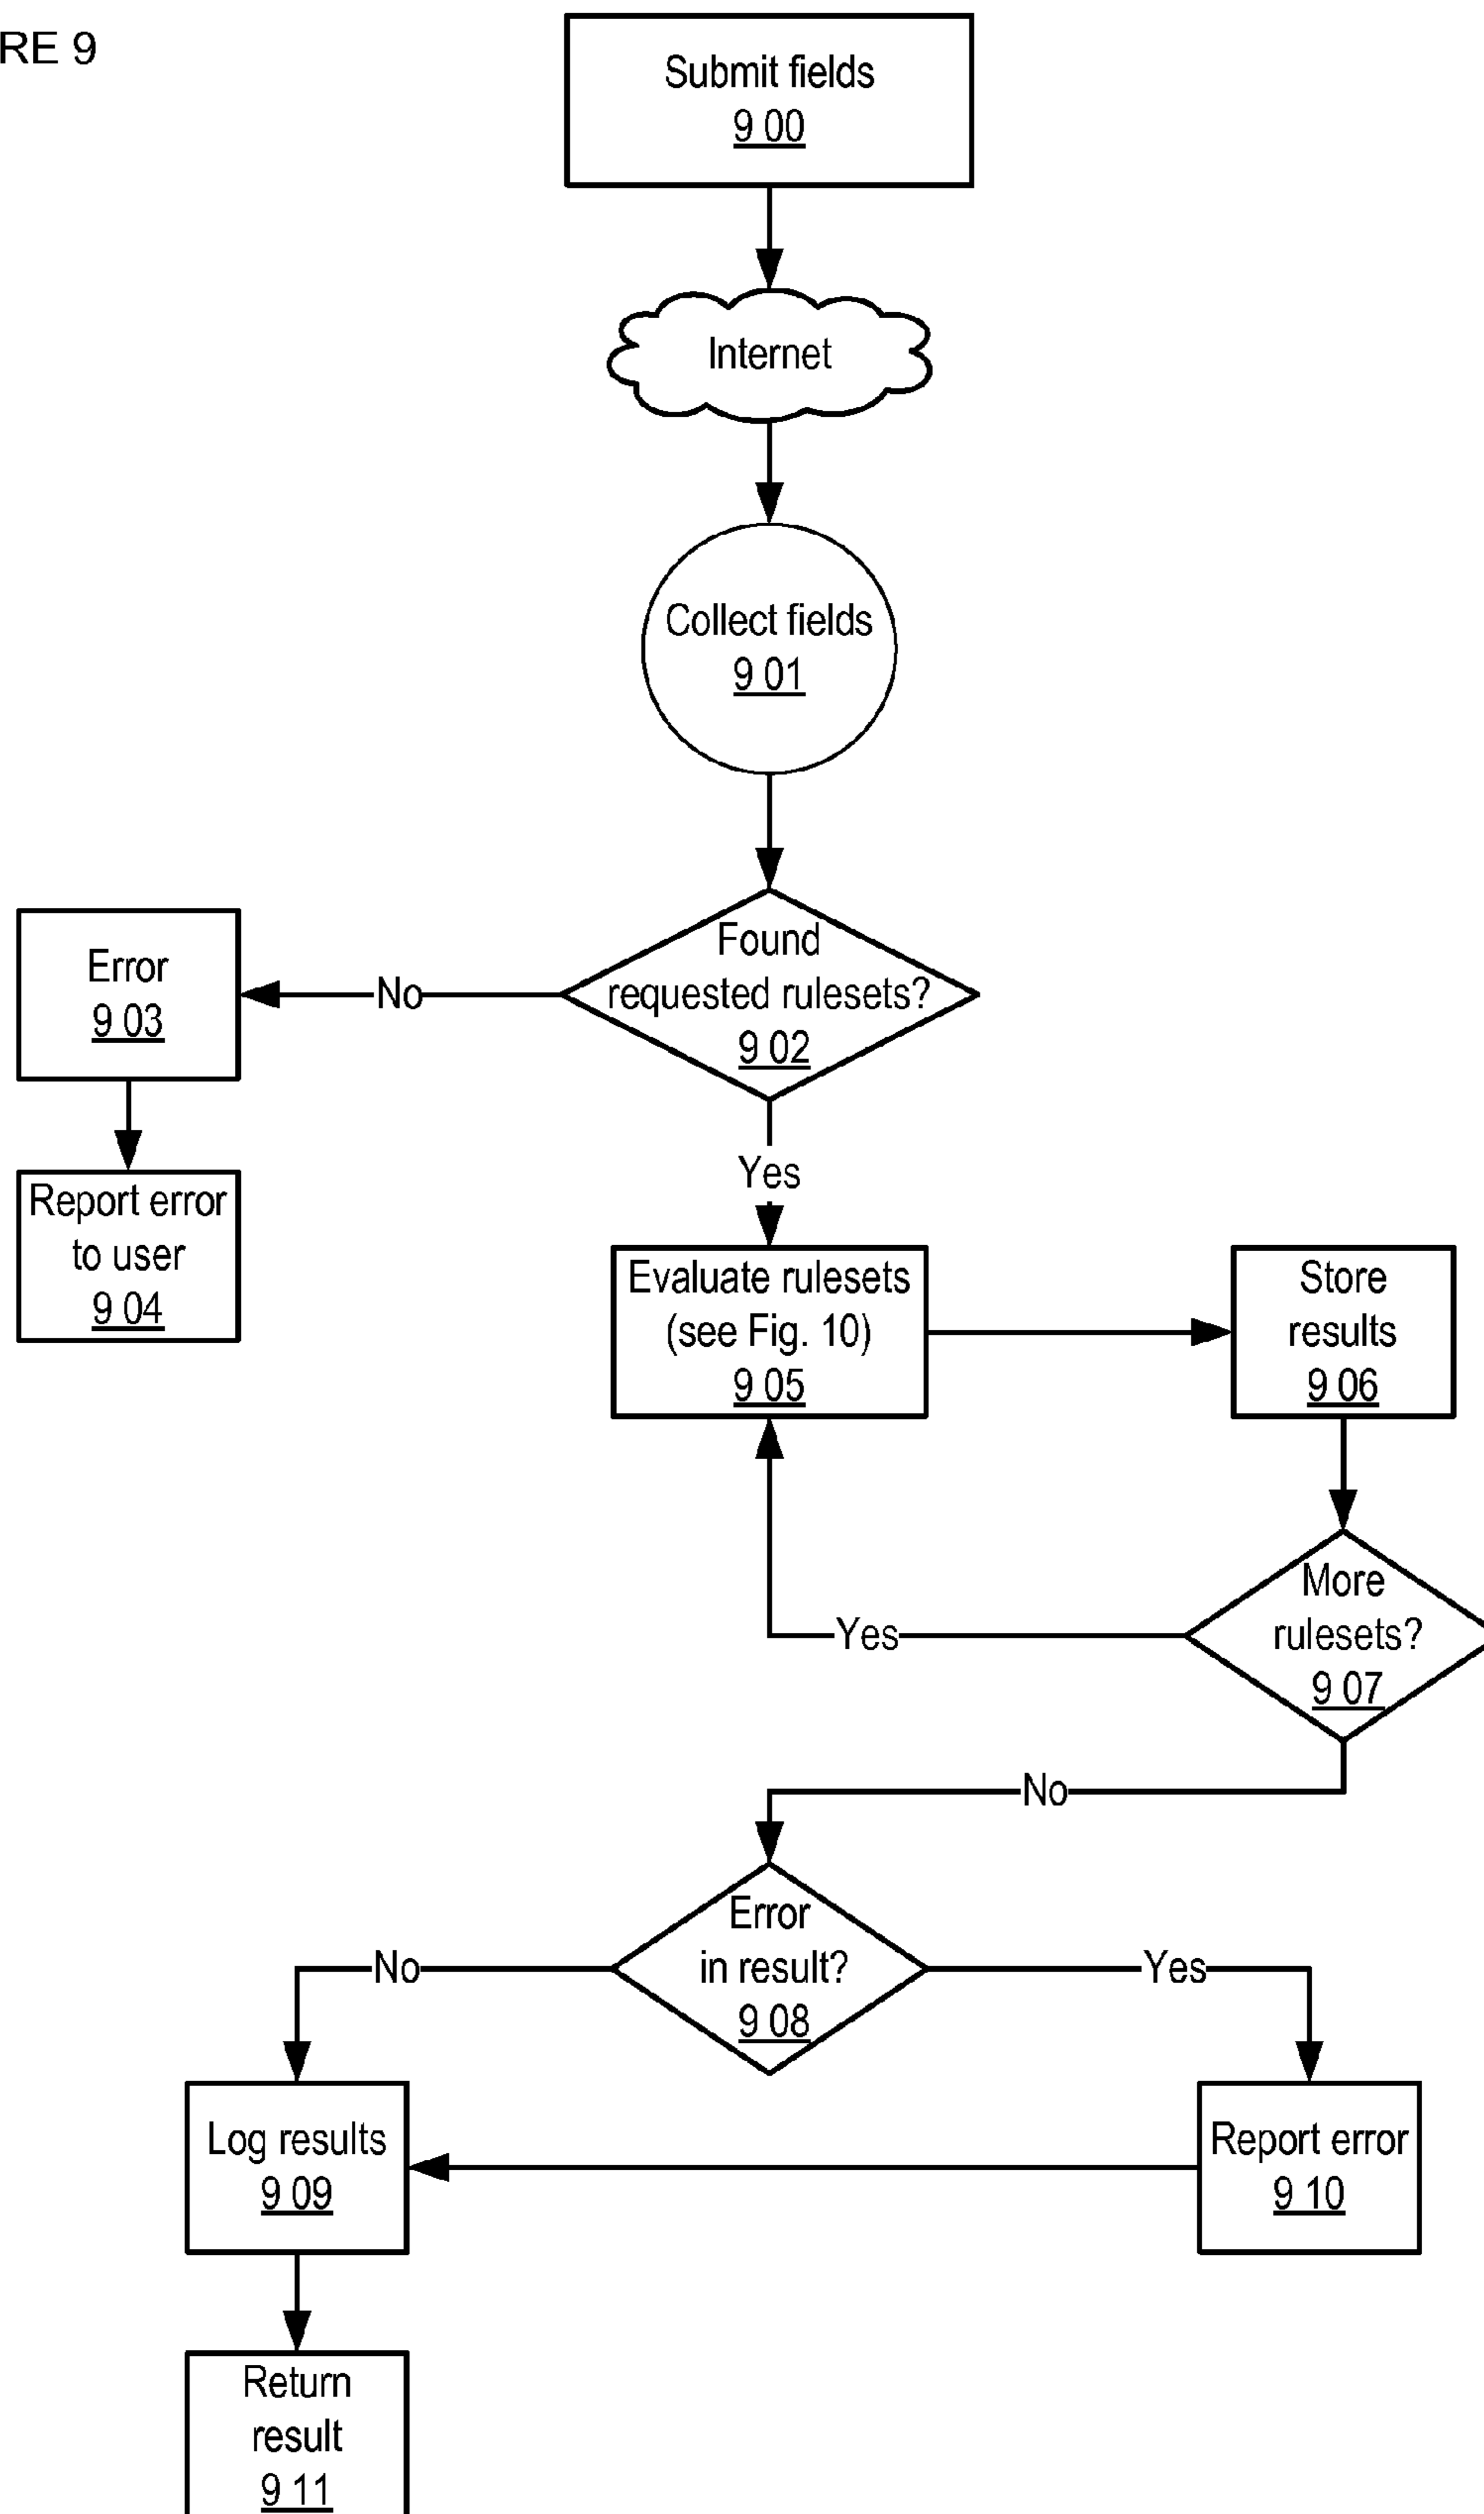 RE 9
Submit fields
9 00
Internet
Collect fields
9 01
Found
requested rulesets?
9 02
No
Error
9 03
Report error
to user
9 04
Yes
Evaluate rulesets
(see Fig. 10)
9 05
Store
results
9 06
More
rulesets?
9 07
Yes
No
Error
in result?
9 08
No
Yes
Log results
9 09
Report error
9 10
Return
result
9 11